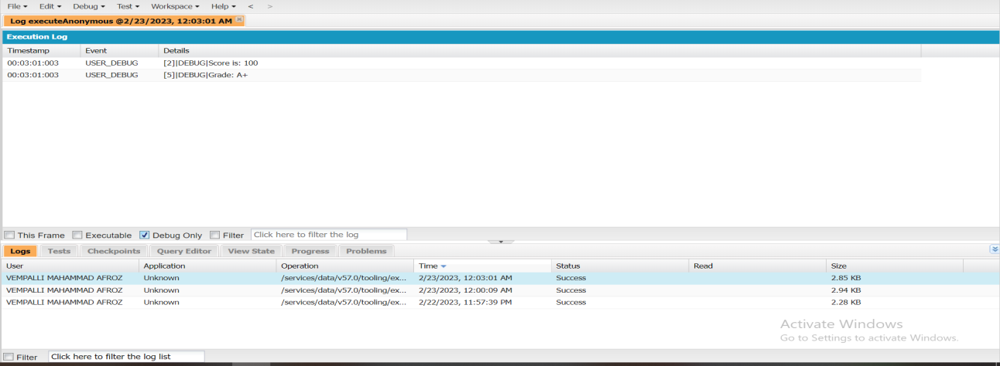 File Edit Debug Test Workspace Help < >
Log executeAnonymous @2/23/2023, 12:03:01 AM
Execution Log
Timestamp Event Details
00:03:01:003 USER_DEBUG [2]|DEBUG|Score is: 100
00:03:01:003 USER_DEBUG [5]|DEBUG|Grade: A+
This Frame Executable Debug Only Filter Click here to filter the log
Logs Tests Checkpoints Query Editor View State Progress Problems
User Application Operation Time Status Read Size
VEMPALLI MAHAMMAD AFROZ Unknown /services/data/v57.0/tooling/ex... 2/23/2023, 12:03:01 AM Success 2.85 KB
VEMPALLI MAHAMMAD AFROZ Unknown /services/data/v57.0/tooling/ex... 2/23/2023, 12:00:09 AM Success 2.94 KB
VEMPALLI MAHAMMAD AFROZ Unknown /services/data/v57.0/tooling/ex... 2/22/2023, 11:57:39 PM Success 2.28 KB
Activate Windows
Go to Settings to activate Windows.
Filter Click here to filter the log list